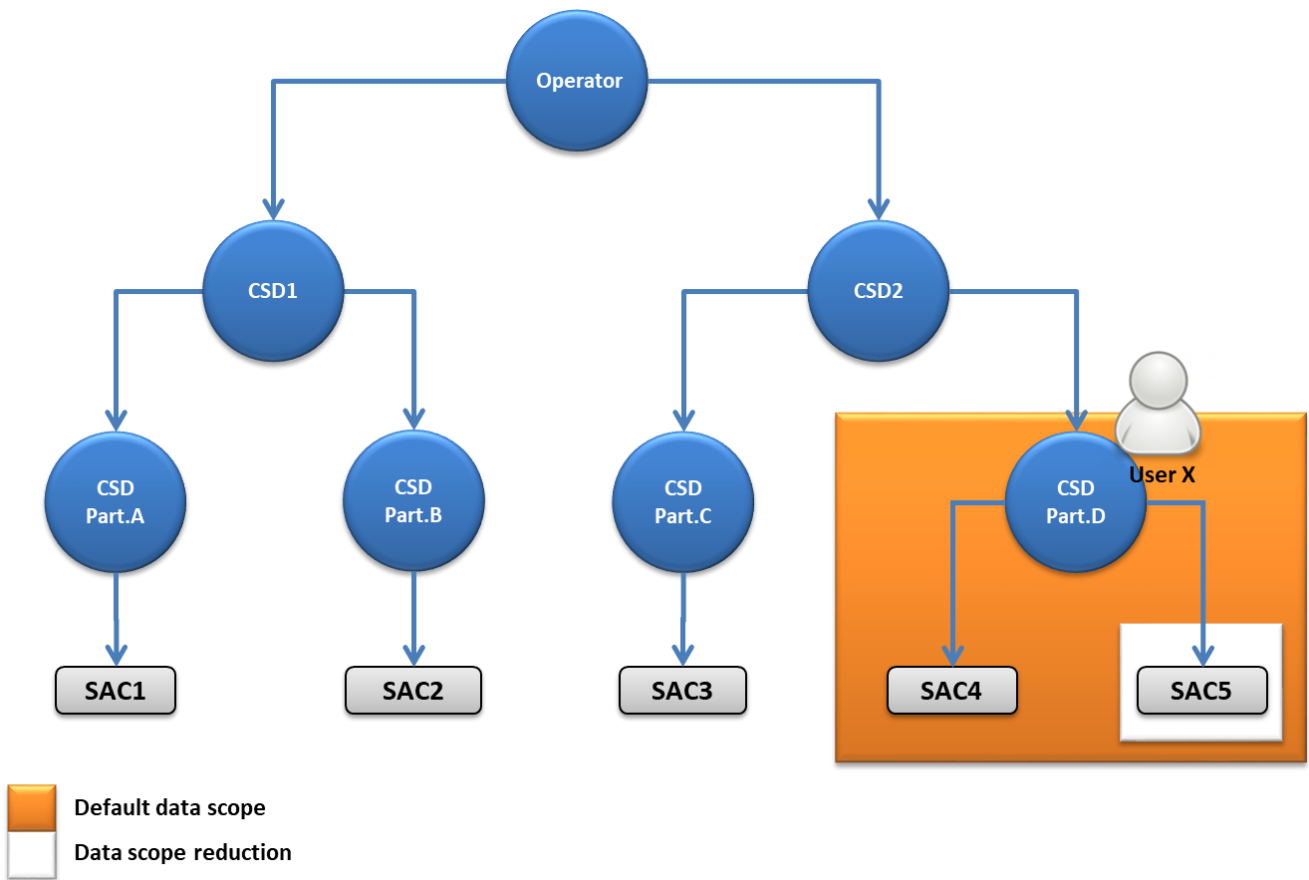 Operator
CSD1
CSD2
CSD
Part.A
CSD
Part.B
CSD
Part.C
CSD
Part.D
User X
SAC1
SAC2
SAC3
SAC4
SAC5
Default data scope
Data scope reduction